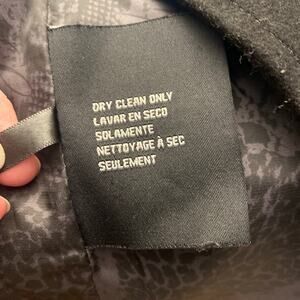 DRY CLEAN ONLY
LAVAR EN SECO
SOLAMENTE
NETTOYAGE À SEC
SEULEMENT